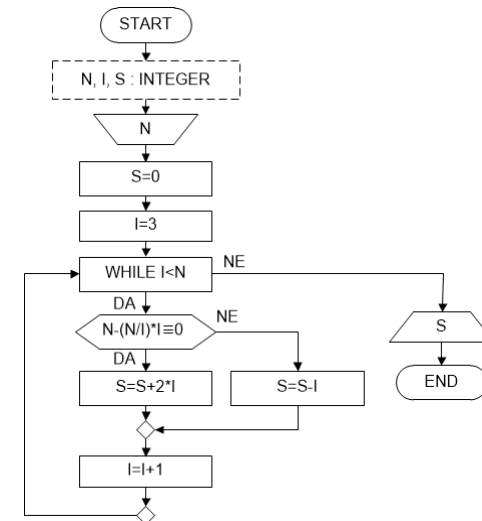 START
N, I, S : INTEGER
N
S=0
I=3
WHILE I<N
NE
DA
N-(N/I)*I≡0
NE
DA
S=S+2*I
S=S-I
I=I+1
S
END